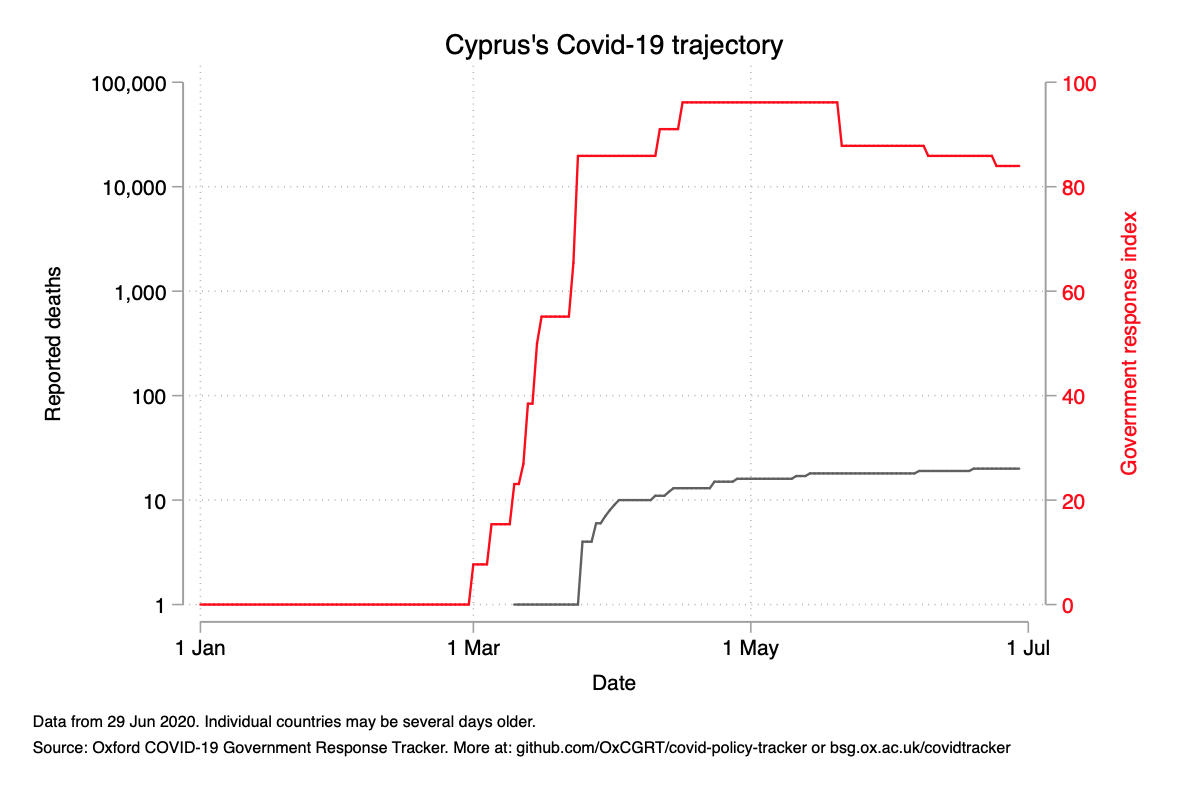 Cyprus's Covid-19 trajectory
100,000
10,000
1,000
100
10
1
Reported deaths
100
80
60
40
20
0
Government response index
1 Jan
1 Mar
1 May
1 Jul
Date
Data from 29 Jun 2020. Individual countries may be several days older.
Source: Oxford COVID-19 Government Response Tracker. More at: github.com/OxCGRT/covid-policy-tracker or bsg.ox.ac.uk/covidtracker